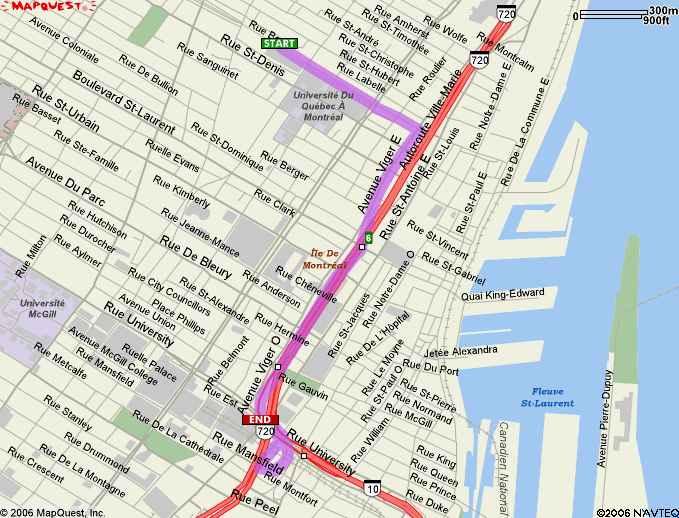 MAPQUEST
720
300m
900ft
START
Rue St-Denis
Rue St-André
Rue St-Timothée
Rue Amherst
Rue Wolfe
Rue Montcalm
Rue St-Christophe
Rue St-Hubert
Rue Labelle
Rue Roulier
720
Avenue Coloniale
Rue De Bullion
Rue Sanguinet
Boulevard St-Laurent
Université Du
Québec À
Montréal
Autoroute Ville-Marie
Rue Notre-Dame E
Rue De La Commune E
Rue St-Urbain
Rue Basset
Rue Ste-Famille
Ruelle Evans
Rue St-Dominique
Rue Berger
Avenue Viger E
Rue St-Antoine E
Rue St-Louis
Rue St-Paul E
Avenue Du Parc
Rue Kimberly
Rue Clark
Rue Jeanne-Mance
Rue Hutchison
Rue Durocher
Rue Aylmer
Rue Milton
Rue De Bleury
6
Île De
Montréal
Rue St-Vincent
Rue St-Gabriel
Rue Notre-Dame O
Rue Chêneville
Rue Anderson
Rue St-Alexandre
Rue City Councillors
Place Phillips
Avenue Union
Rue University
Université
McGill
Quai King-Edward
Rue St-Jacques
Rue De L'Hôpital
Rue Hermine
Rue Belmont
Avenue Viger O
Ruelle Palace
Avenue McGill College
Rue Mansfield
Rue Metcalfe
Jetée Alexandra
Rue Du Port
Rue Le Moyne
Rue St-Paul O
Rue St-Pierre
Rue Normand
Rue McGill
Rue Gauvin
Rue William
Rue Est
Fleuve
St-Laurent
Avenue Pierre-Dupuy
END
720
Rue Stanley
Rue De La Cathédrale
Rue Drummond
Rue De La Montagne
Rue Crescent
Rue Mansfield
Rue University
Rue Montfort
Rue Peel
10
Rue King
Rue Queen
Rue Prince
Rue Duke
Canadien National
© 2006 MapQuest, Inc.
©2006 NAVTEQ